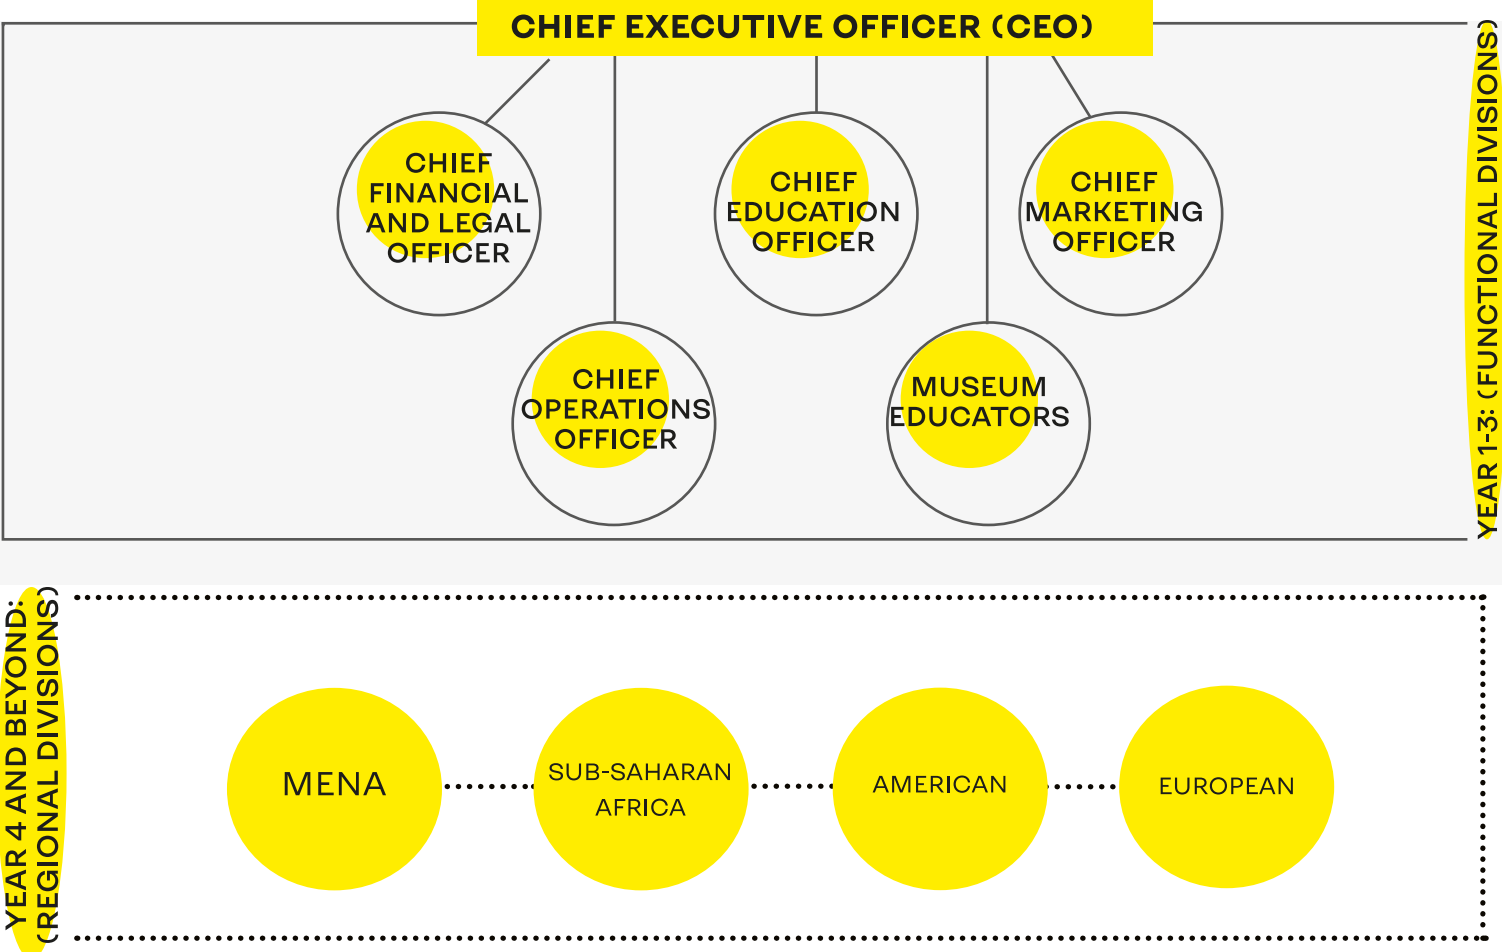 CHIEF EXECUTIVE OFFICER (CEO)
CHIEF
FINANCIAL
AND LEGAL
OFFICER
CHIEF
EDUCATION
OFFICER
CHIEF
MARKETING
OFFICER
CHIEF
OPERATIONS
OFFICER
MUSEUM
EDUCATORS
YEAR 1-3: (FUNCTIONAL DIVISIONS)
YEAR 4 AND BEYOND:
(REGIONAL DIVISIONS)
MENA
SUB-SAHARAN
AFRICA
AMERICAN
EUROPEAN